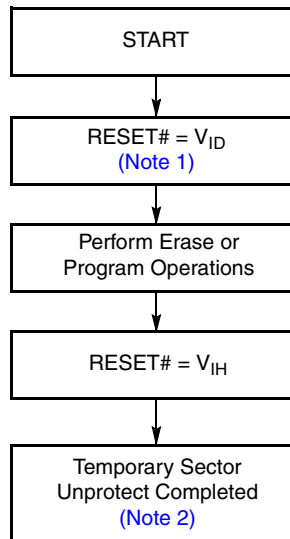 START
RESET# = VID
(Note 1)
Perform Erase or
Program Operations
RESET# = VIH
Temporary Sector
Unprotect Completed
(Note 2)